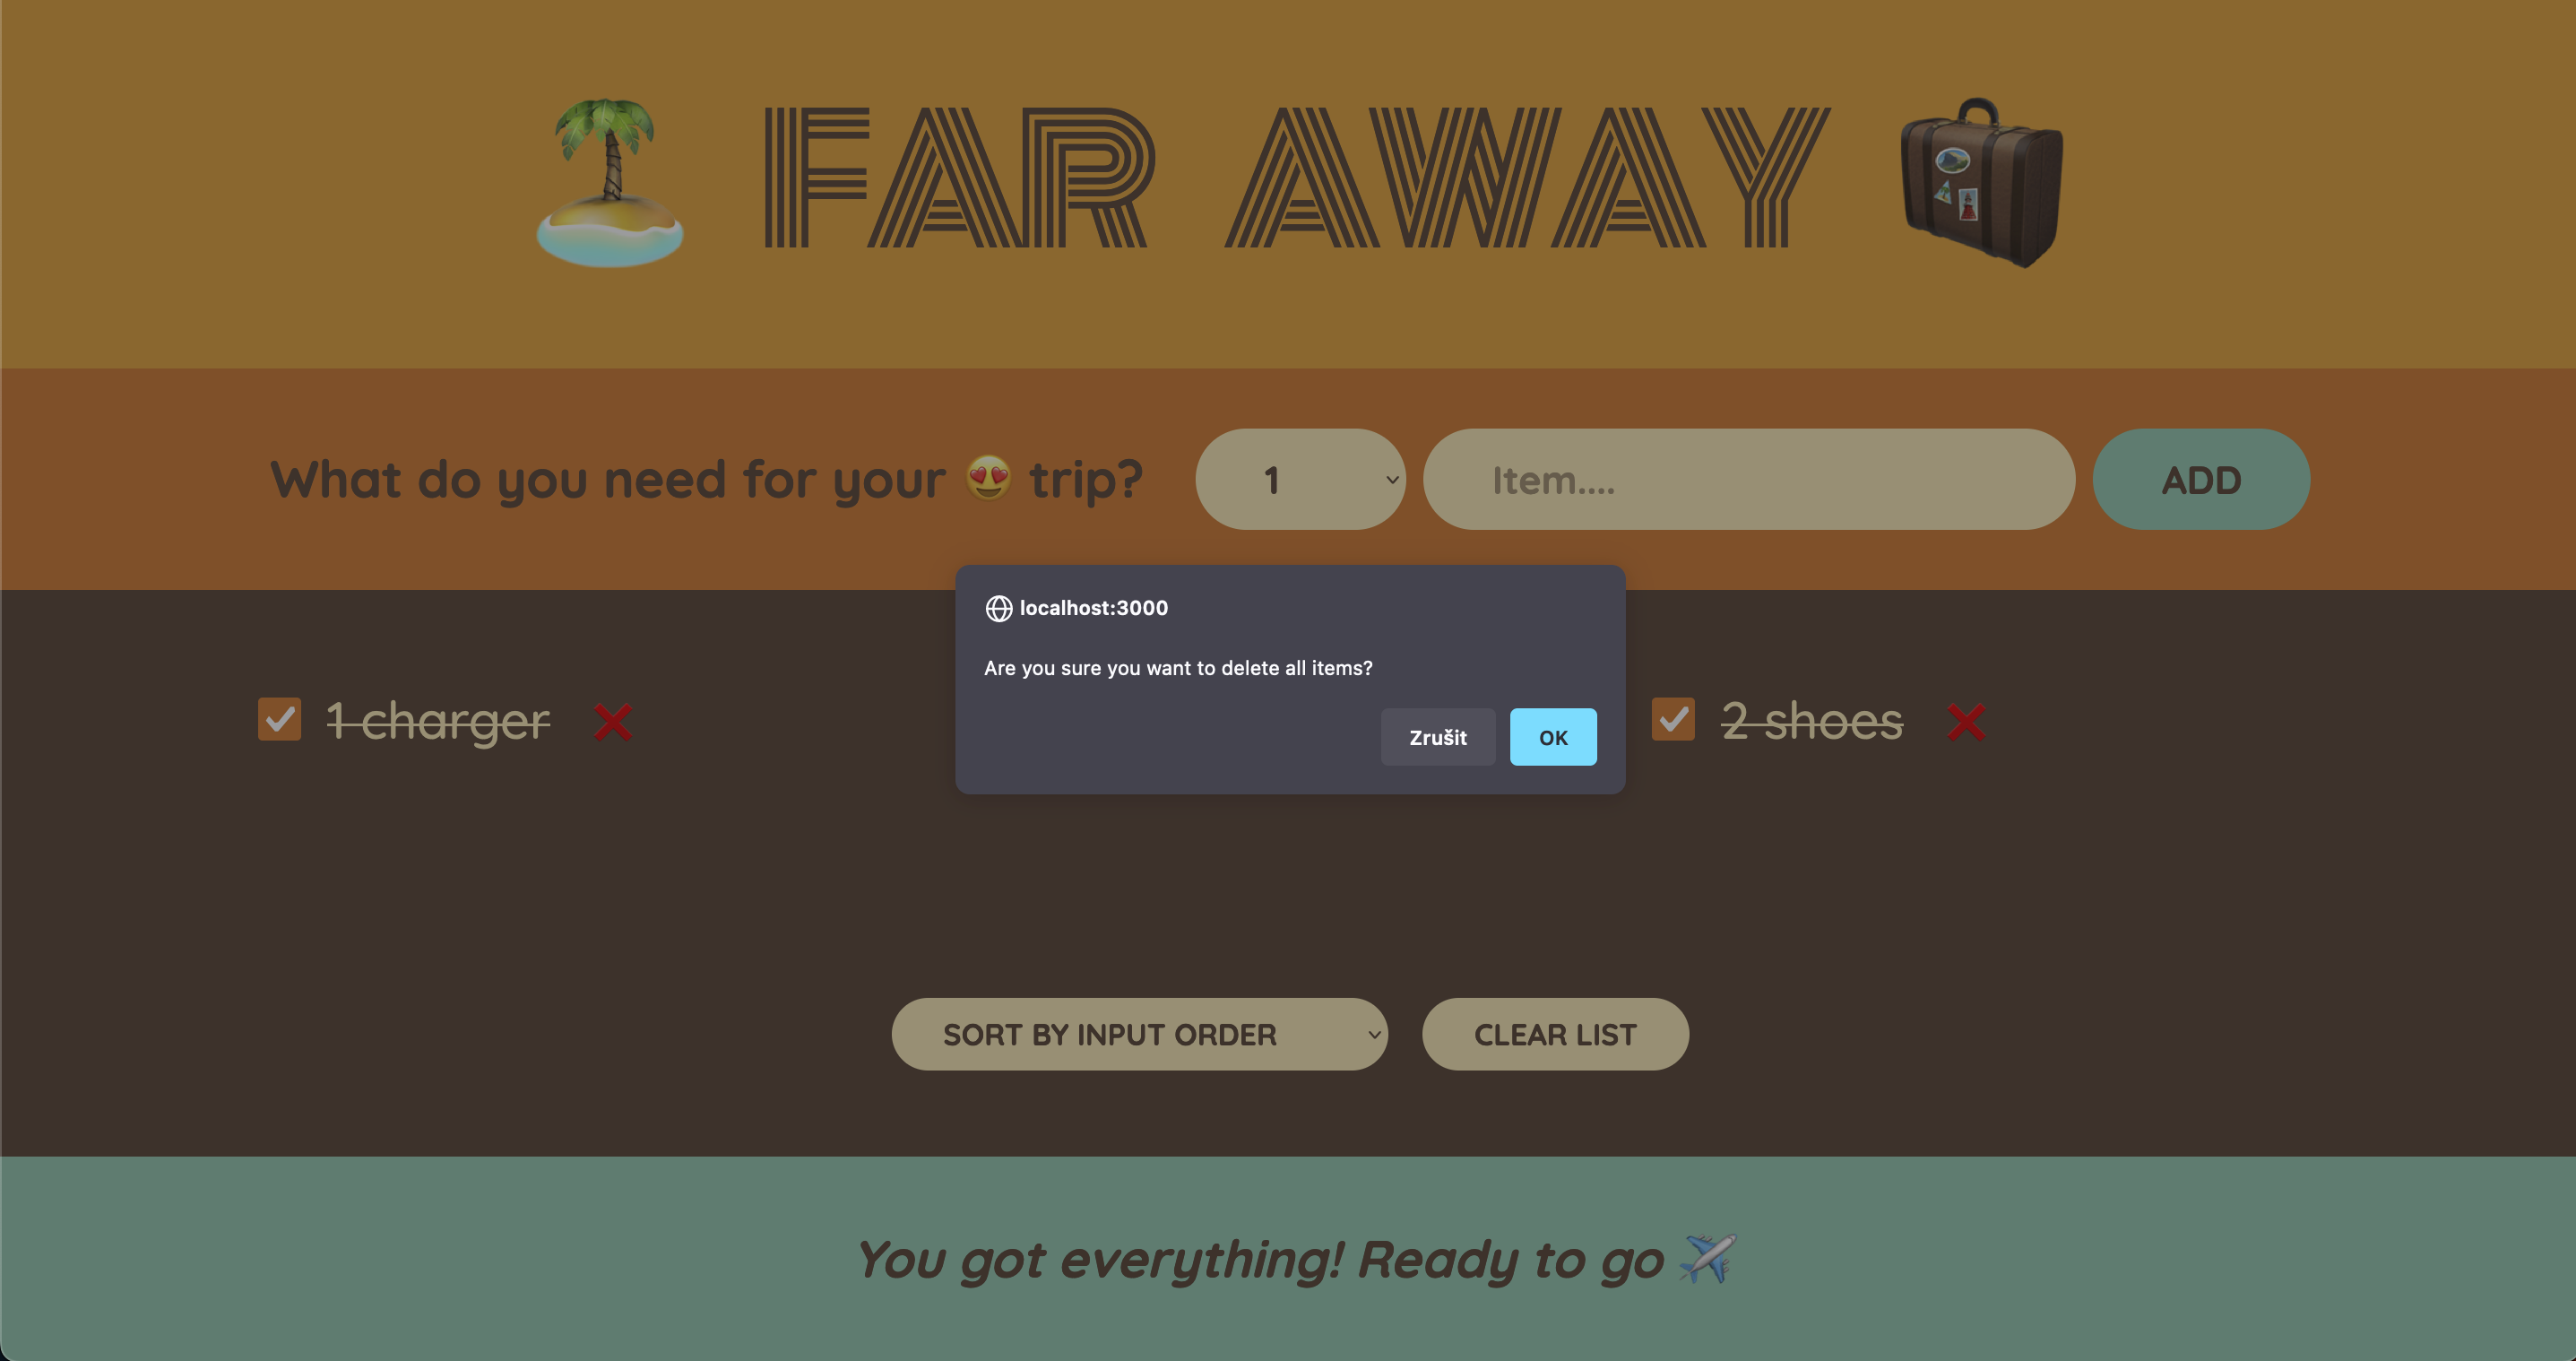 FAR AWAY
What do you need for your 😍 trip?
1
Item....
ADD
localhost:3000
Are you sure you want to delete all items?
Zrušit
OK
1 charger
2 shoes
SORT BY INPUT ORDER
CLEAR LIST
You got everything! Ready to go ✈️